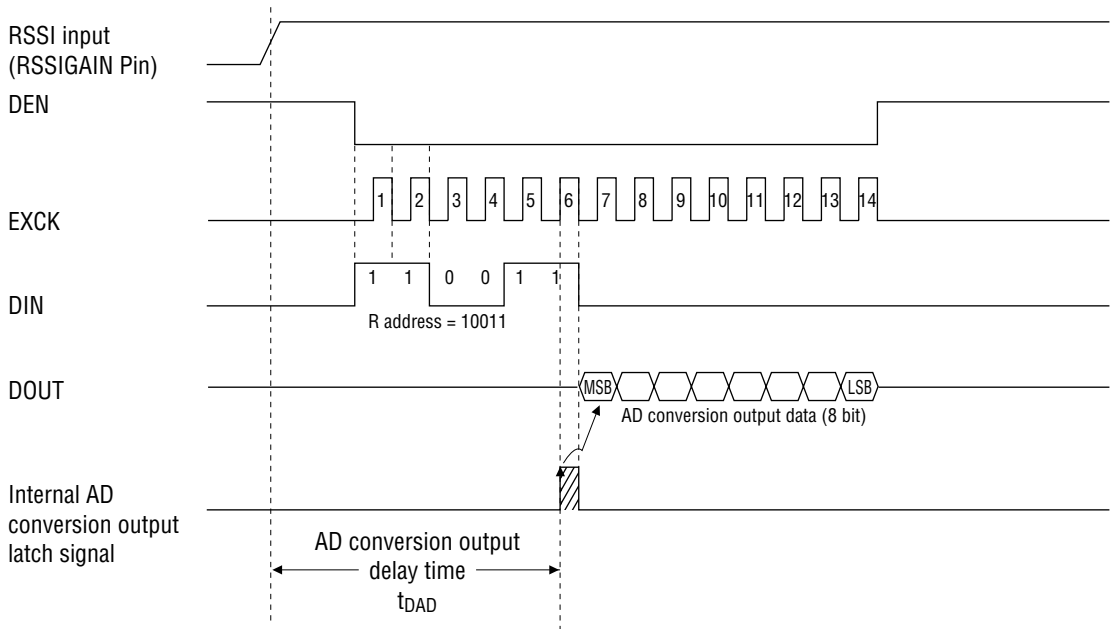 RSSI input
(RSSIGAIN Pin)
DEN
1 2 3 4 5 6 7 8 9 10 11 12 13 14
EXCK
1 1 0 0 1 1
DIN
R address = 10011
DOUT
MSB LSB
AD conversion output data (8 bit)
Internal AD
conversion output
latch signal
AD conversion output
delay time
tDAD